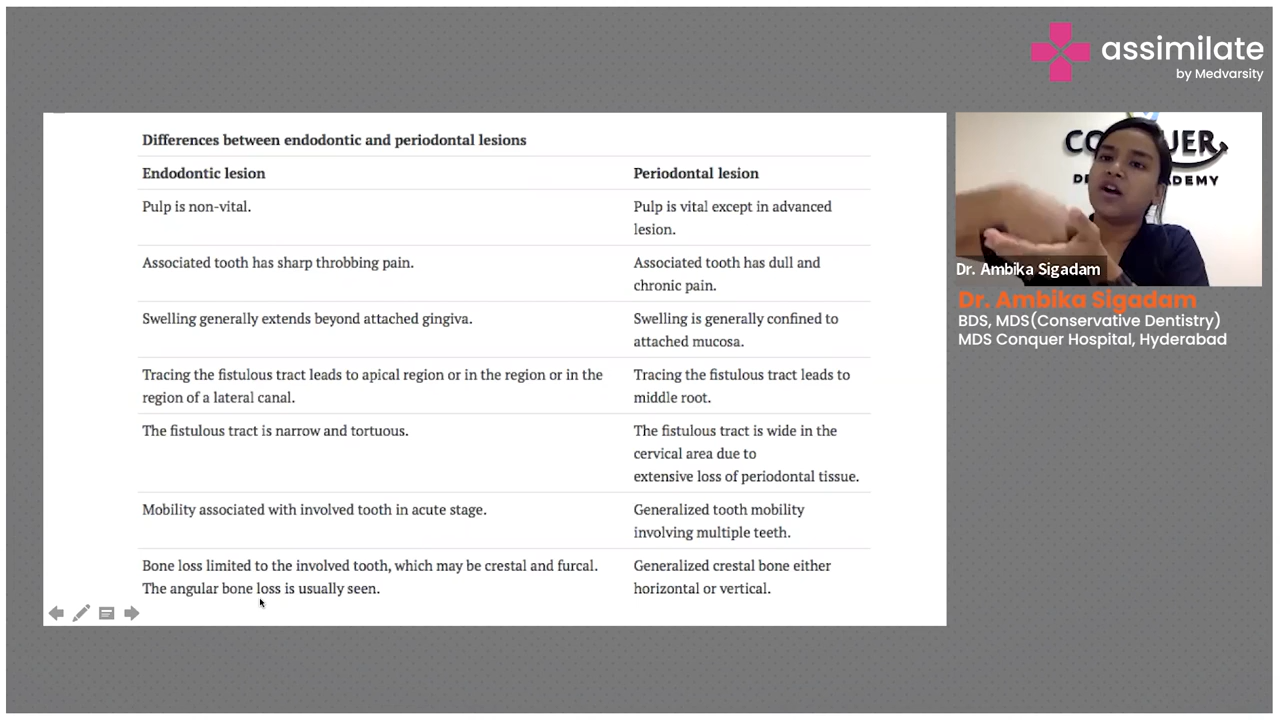 assimilate
by Medvarsity
Differences between endodontic and periodontal lesions
Endodontic lesion
Periodontal lesion
Pulp is non-vital.
Pulp is vital except in advanced
lesion.
Associated tooth has sharp throbbing pain.
Associated tooth has dull and
chronic pain.
Swelling generally extends beyond attached gingiva.
Swelling is generally confined to
attached mucosa.
Tracing the fistulous tract leads to apical region or in the region or in the
region of a lateral canal.
Tracing the fistulous tract leads to
middle root.
The fistulous tract is narrow and tortuous.
The fistulous tract is wide in the
cervical area due to
extensive loss of periodontal tissue.
Mobility associated with involved tooth in acute stage.
Generalized tooth mobility
involving multiple teeth.
Bone loss limited to the involved tooth, which may be crestal and furcal.
The angular bone loss is usually seen.
Generalized crestal bone either
horizontal or vertical.
Dr. Ambika Sigadam
Dr. Ambika Sigadam
BDS, MDS(Conservative Dentistry)
MDS Conquer Hospital, Hyderabad